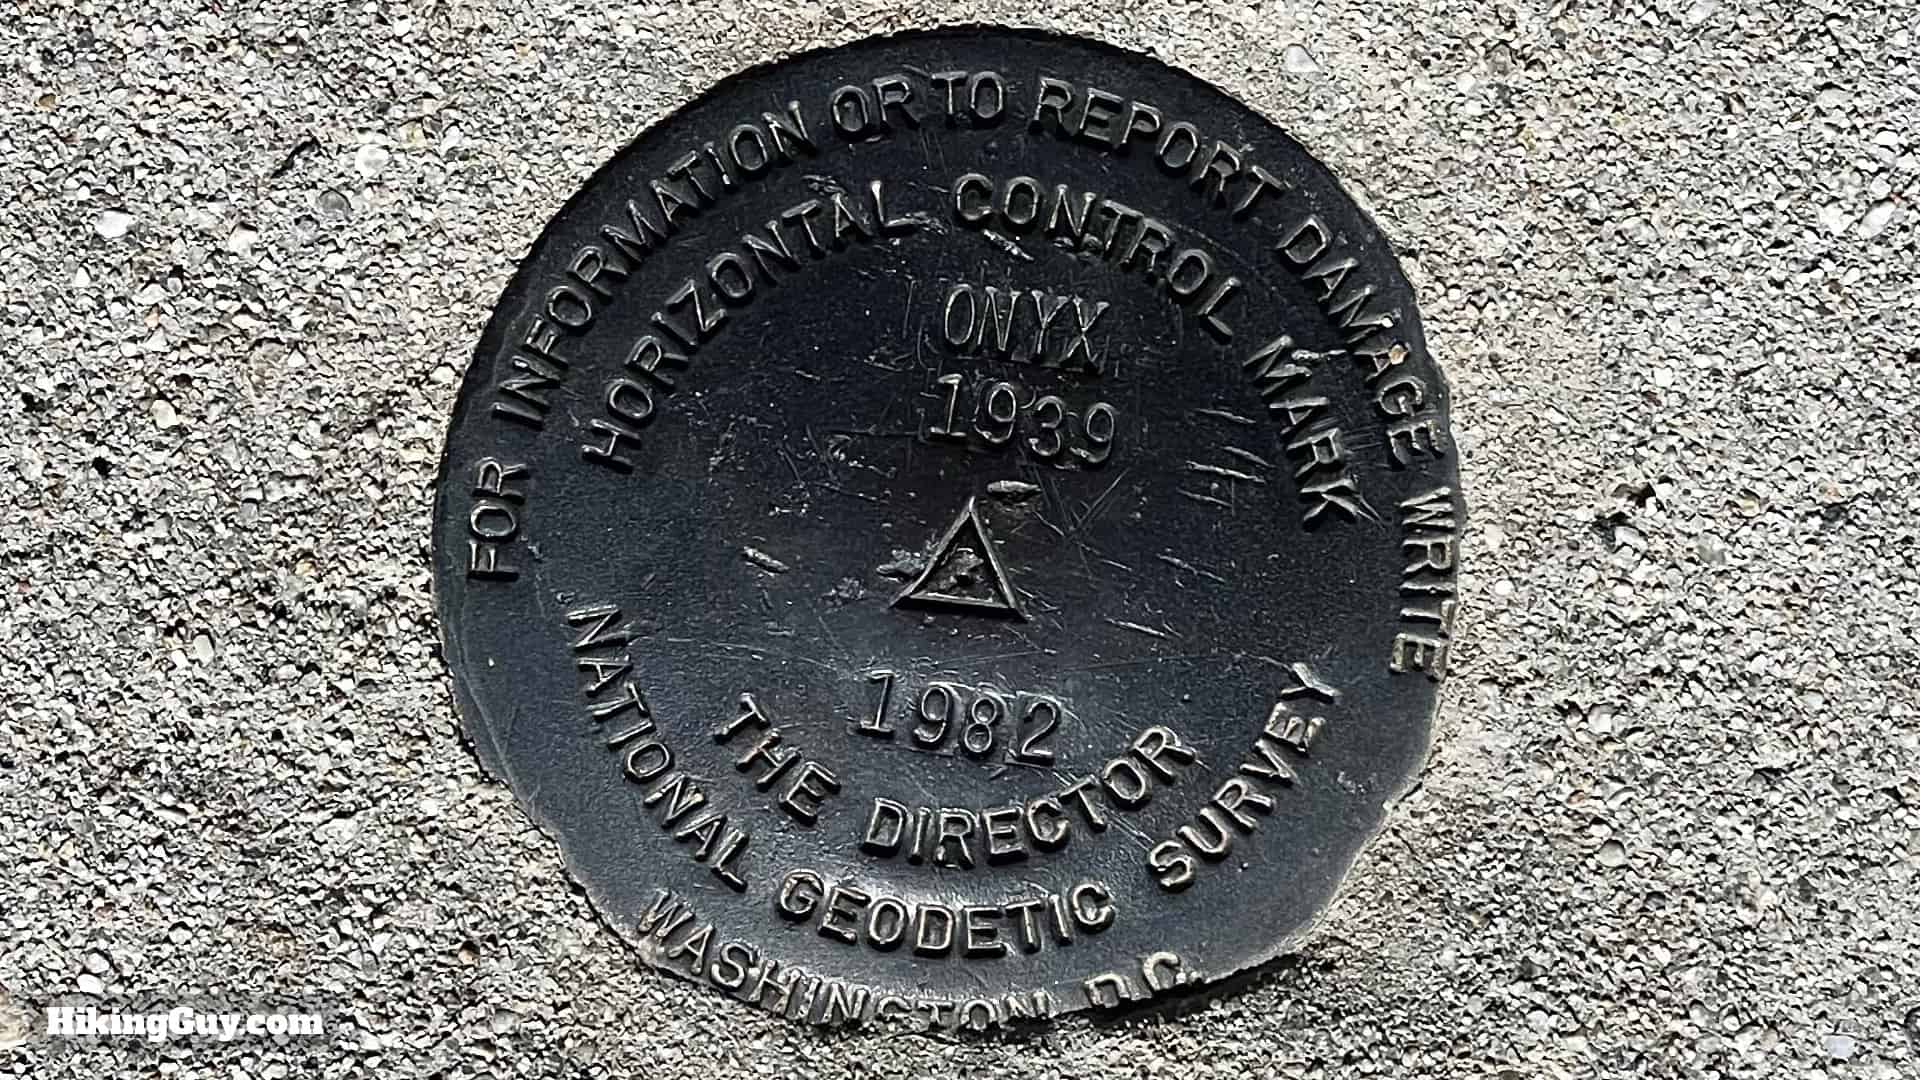 FOR INFORMATION OR TO REPORT DAMAGE WRITE
HORIZONTAL CONTROL MARK
ONYX
1939
1982
THE DIRECTOR
NATIONAL GEODETIC SURVEY
WASHINGTON D.C.
HikingGuy.com